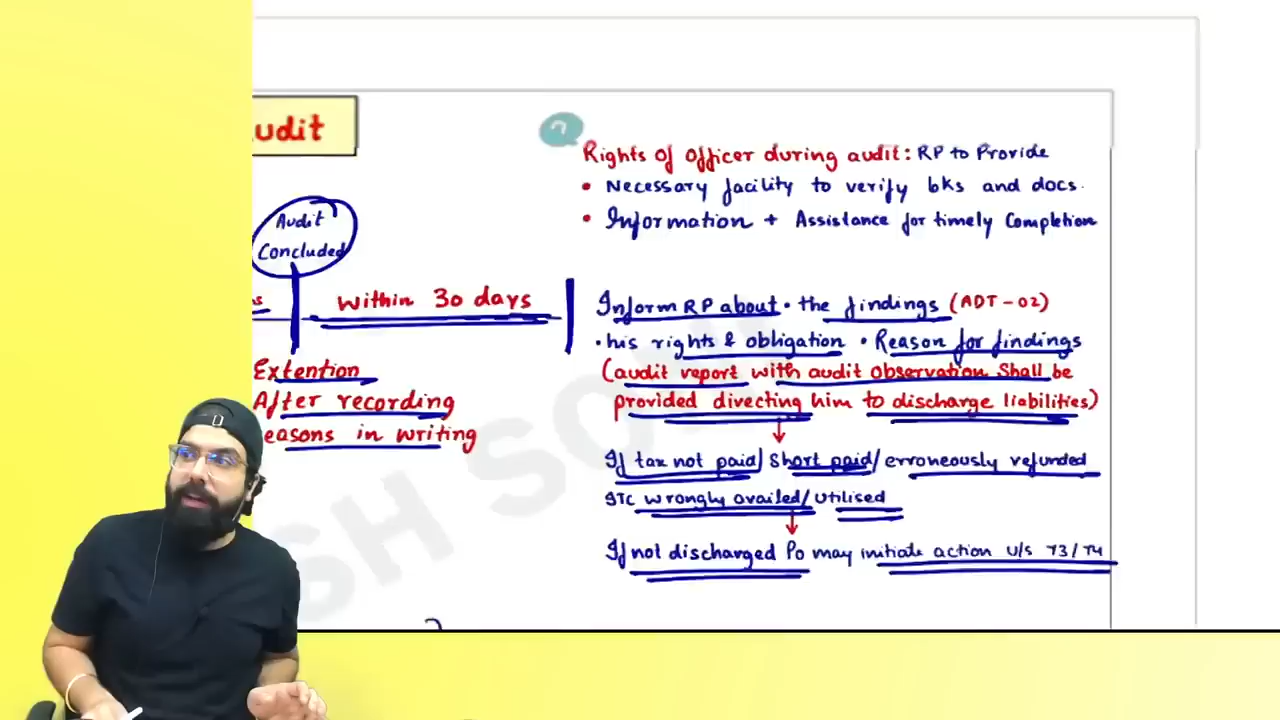 udit
Rights of officer during audit: RP to Provide
• Necessary facility to verify bks and docs.
• Information + Assistance for timely Completion
Audit
Concluded
within 30 days
Inform RP about • the findings (ADT-02)
• his rights & obligation • Reason for findings
(audit report with audit observation shall be
provided divecting him to discharge liabilities)
Extention
After recording
easons in writing
If tax not paid/ short paid/ erroneously refunded
ITC wrongly availed/ utilised
If not discharged PO may initiate action u/s 73/74
SH SO